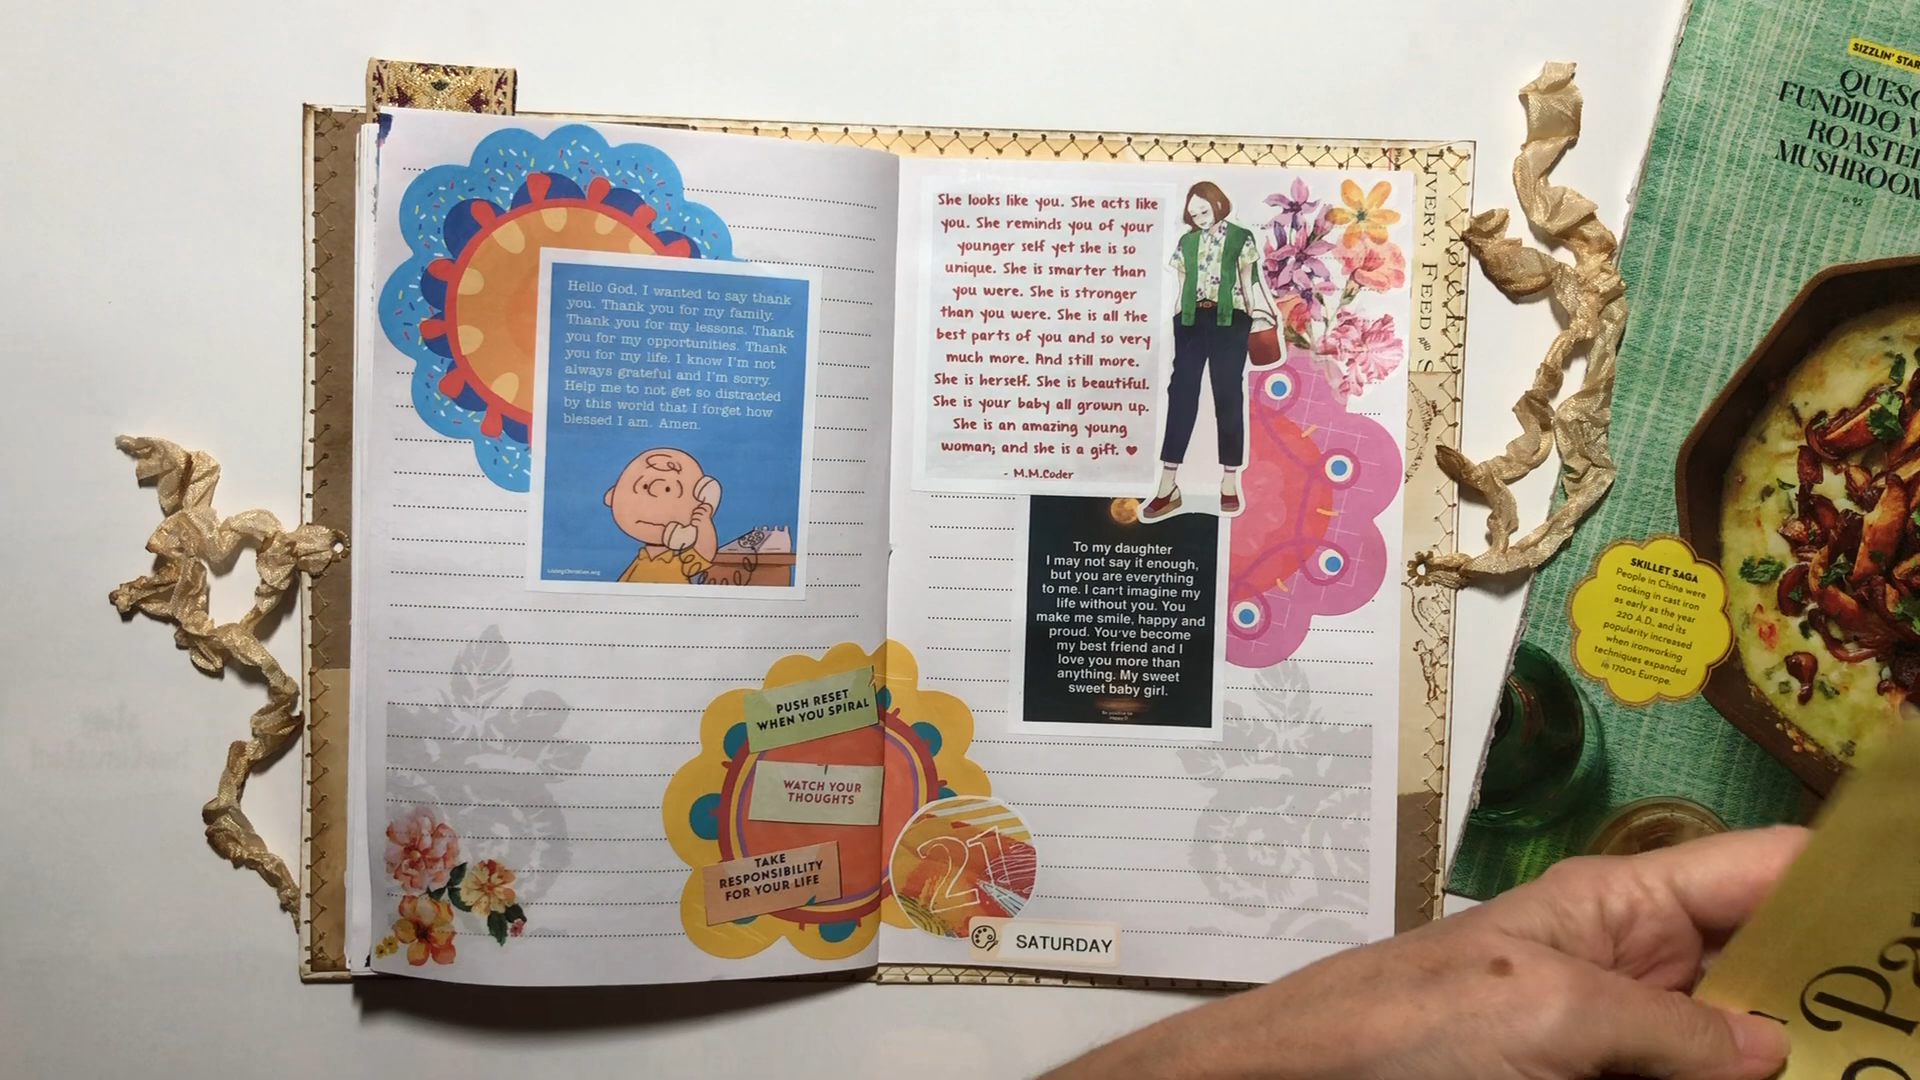 Hello God, I wanted to say thank
you. Thank you for my family.
Thank you for my lessons. Thank
you for my opportunities. Thank
you for my life. I know I'm not
always grateful and I'm sorry.
Help me to not get so distracted
by this world that I forget how
blessed I am. Amen.
LivingChristian.org
PUSH RESET
WHEN YOU SPIRAL
WATCH YOUR
THOUGHTS
TAKE
RESPONSIBILITY
FOR YOUR LIFE
She looks like you. She acts like
you. She reminds you of your
younger self yet she is so
unique. She is smarter than
you were. She is stronger
than you were. She is all the
best parts of you and so very
much more. And still more.
She is herself. She is beautiful.
She is your baby all grown up.
She is an amazing young
woman; and she is a gift. ♥
- M.M.Coder
To my daughter
I may not say it enough,
but you are everything
to me. I can't imagine my
life without you. You
make me smile, happy and
proud. You've become
my best friend and I
love you more than
anything. My sweet
sweet baby girl.
21
SATURDAY
LIVERY, FEED AND S
SIZZLIN' STAR
QUESO
FUNDIDO
ROASTE
MUSHROOM
p. 92
SKILLET SAGA
People in China were
cooking in cast iron
as early as the year
220 A.D., and its
popularity increased
when ironworking
techniques expanded
in 1700s Europe.